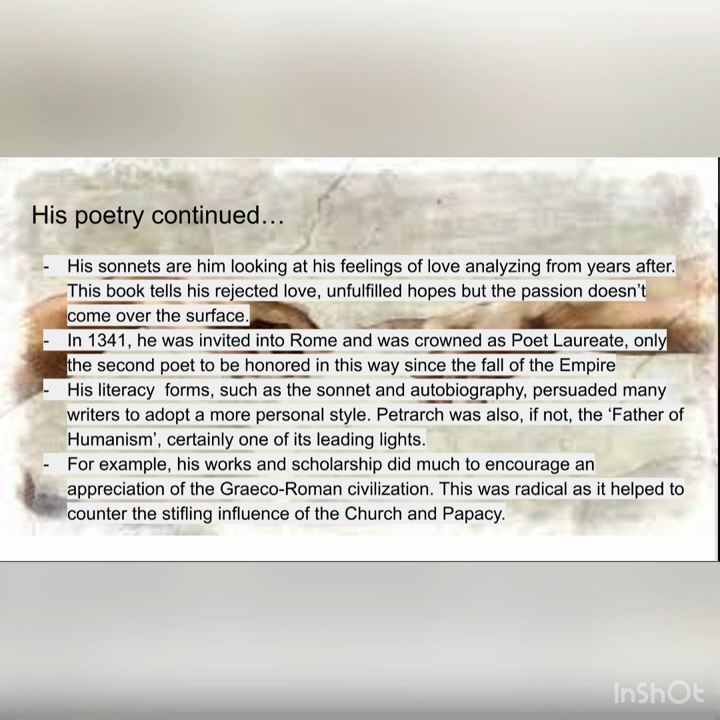 His poetry continued...
- His sonnets are him looking at his feelings of love analyzing from years after.
This book tells his rejected love, unfulfilled hopes but the passion doesn't
come over the surface.
- In 1341, he was invited into Rome and was crowned as Poet Laureate, only
the second poet to be honored in this way since the fall of the Empire
- His literacy forms, such as the sonnet and autobiography, persuaded many
writers to adopt a more personal style. Petrarch was also, if not, the 'Father of
Humanism', certainly one of its leading lights.
- For example, his works and scholarship did much to encourage an
appreciation of the Graeco-Roman civilization. This was radical as it helped to
counter the stifling influence of the Church and Papacy.
InShOt